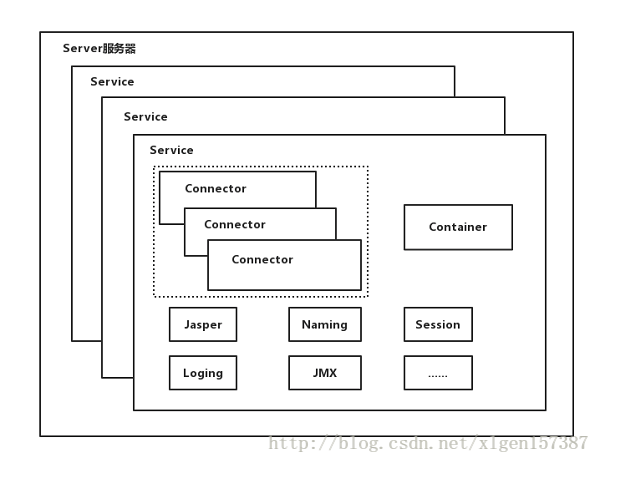 Server服务器
Service
Service
Service
Connector
Connector
Connector
Container
Jasper
Naming
Session
Loging
JMX
......
http://blog.csdn.net/xlgen157387